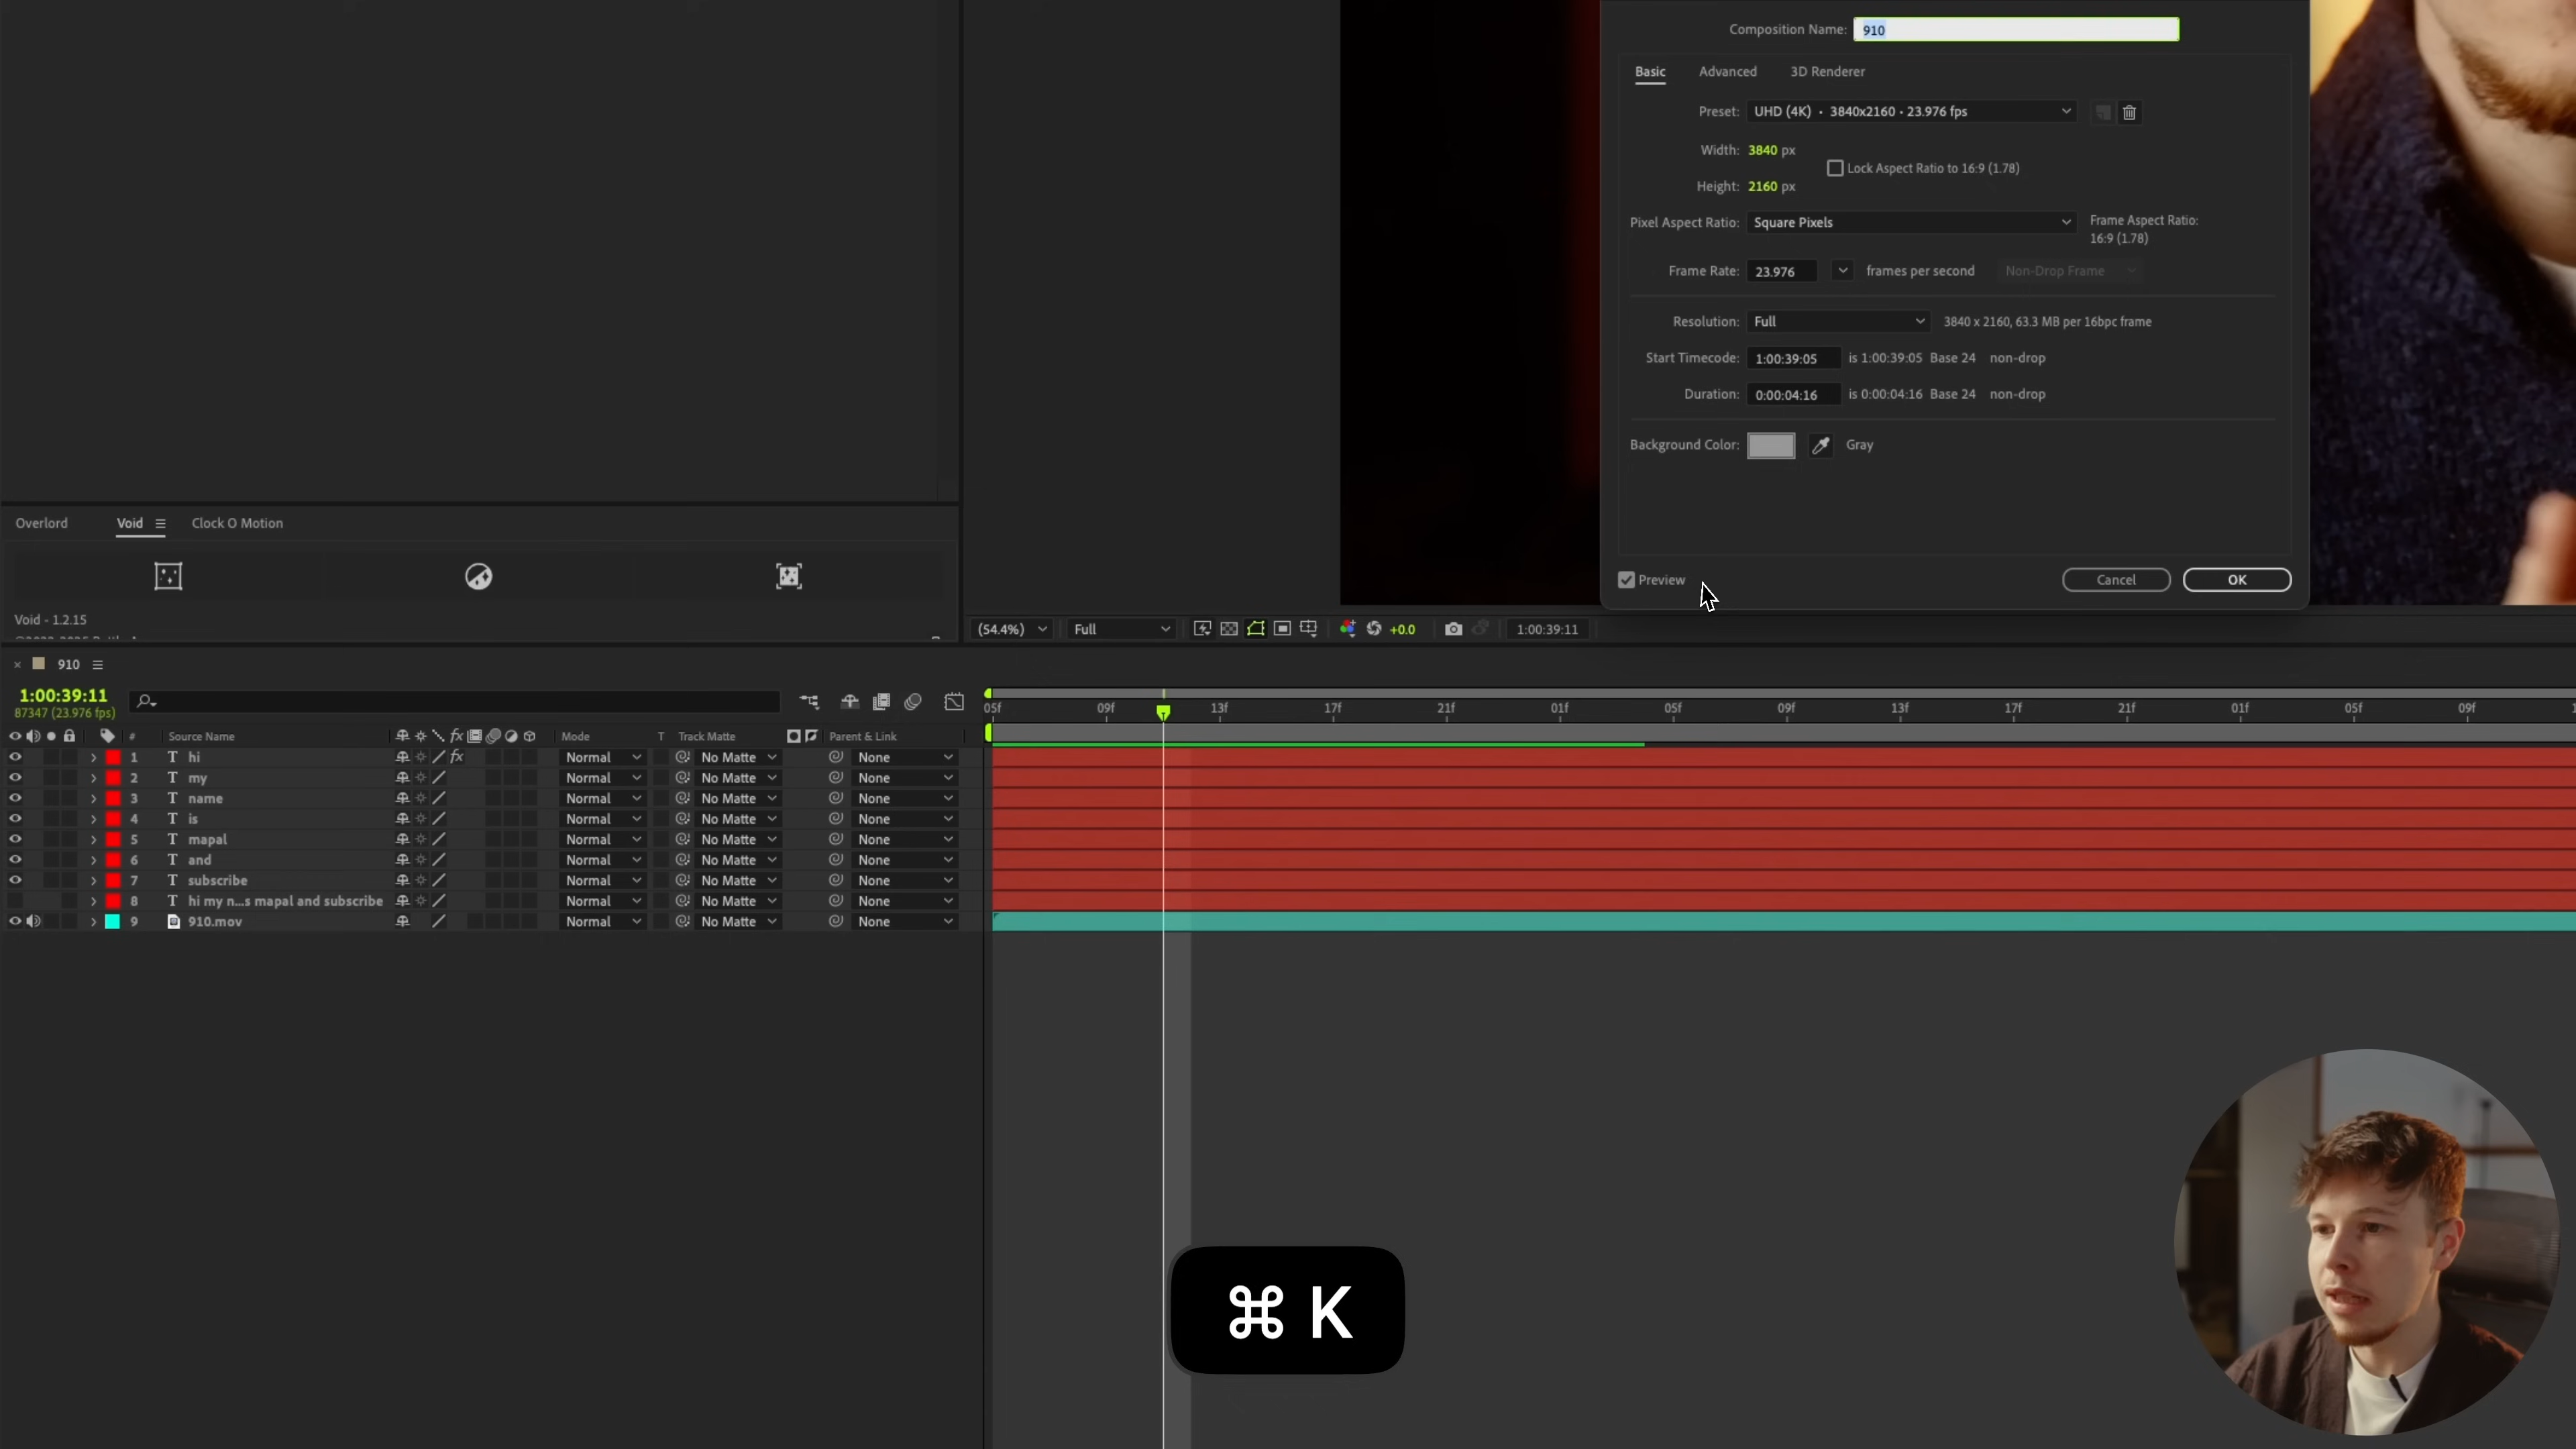 Composition Name: 910
Basic Advanced 3D Renderer
Preset: UHD (4K) • 3840x2160 • 23.976 fps
Width: 3840 px
Lock Aspect Ratio to 16:9 (1.78)
Height: 2160 px
Pixel Aspect Ratio: Square Pixels Frame Aspect Ratio:
16:9 (1.78)
Frame Rate: 23.976 frames per second Non-Drop Frame
Resolution: Full 3840 x 2160, 63.3 MB per 16bpc frame
Start Timecode: 1:00:39:05 is 1:00:39:05 Base 24 non-drop
Duration: 0:00:04:16 is 0:00:04:16 Base 24 non-drop
Background Color: Gray
Preview Cancel OK
Overlord Void Clock O Motion
Void - 1.2.15
(54.4%) Full +0.0 1:00:39:11
910
1:00:39:11
87347 (23.976 fps)
05f 09f 13f 17f 21f 01f 05f 09f 13f 17f 21f 01f 05f 09f
# Source Name fx Mode T Track Matte Parent & Link
1 T hi fx Normal No Matte None
2 T my Normal No Matte None
3 T name Normal No Matte None
4 T is Normal No Matte None
5 T mapal Normal No Matte None
6 T and Normal No Matte None
7 T subscribe Normal No Matte None
8 T hi my n...s mapal and subscribe Normal No Matte None
9 910.mov Normal No Matte None
⌘ K